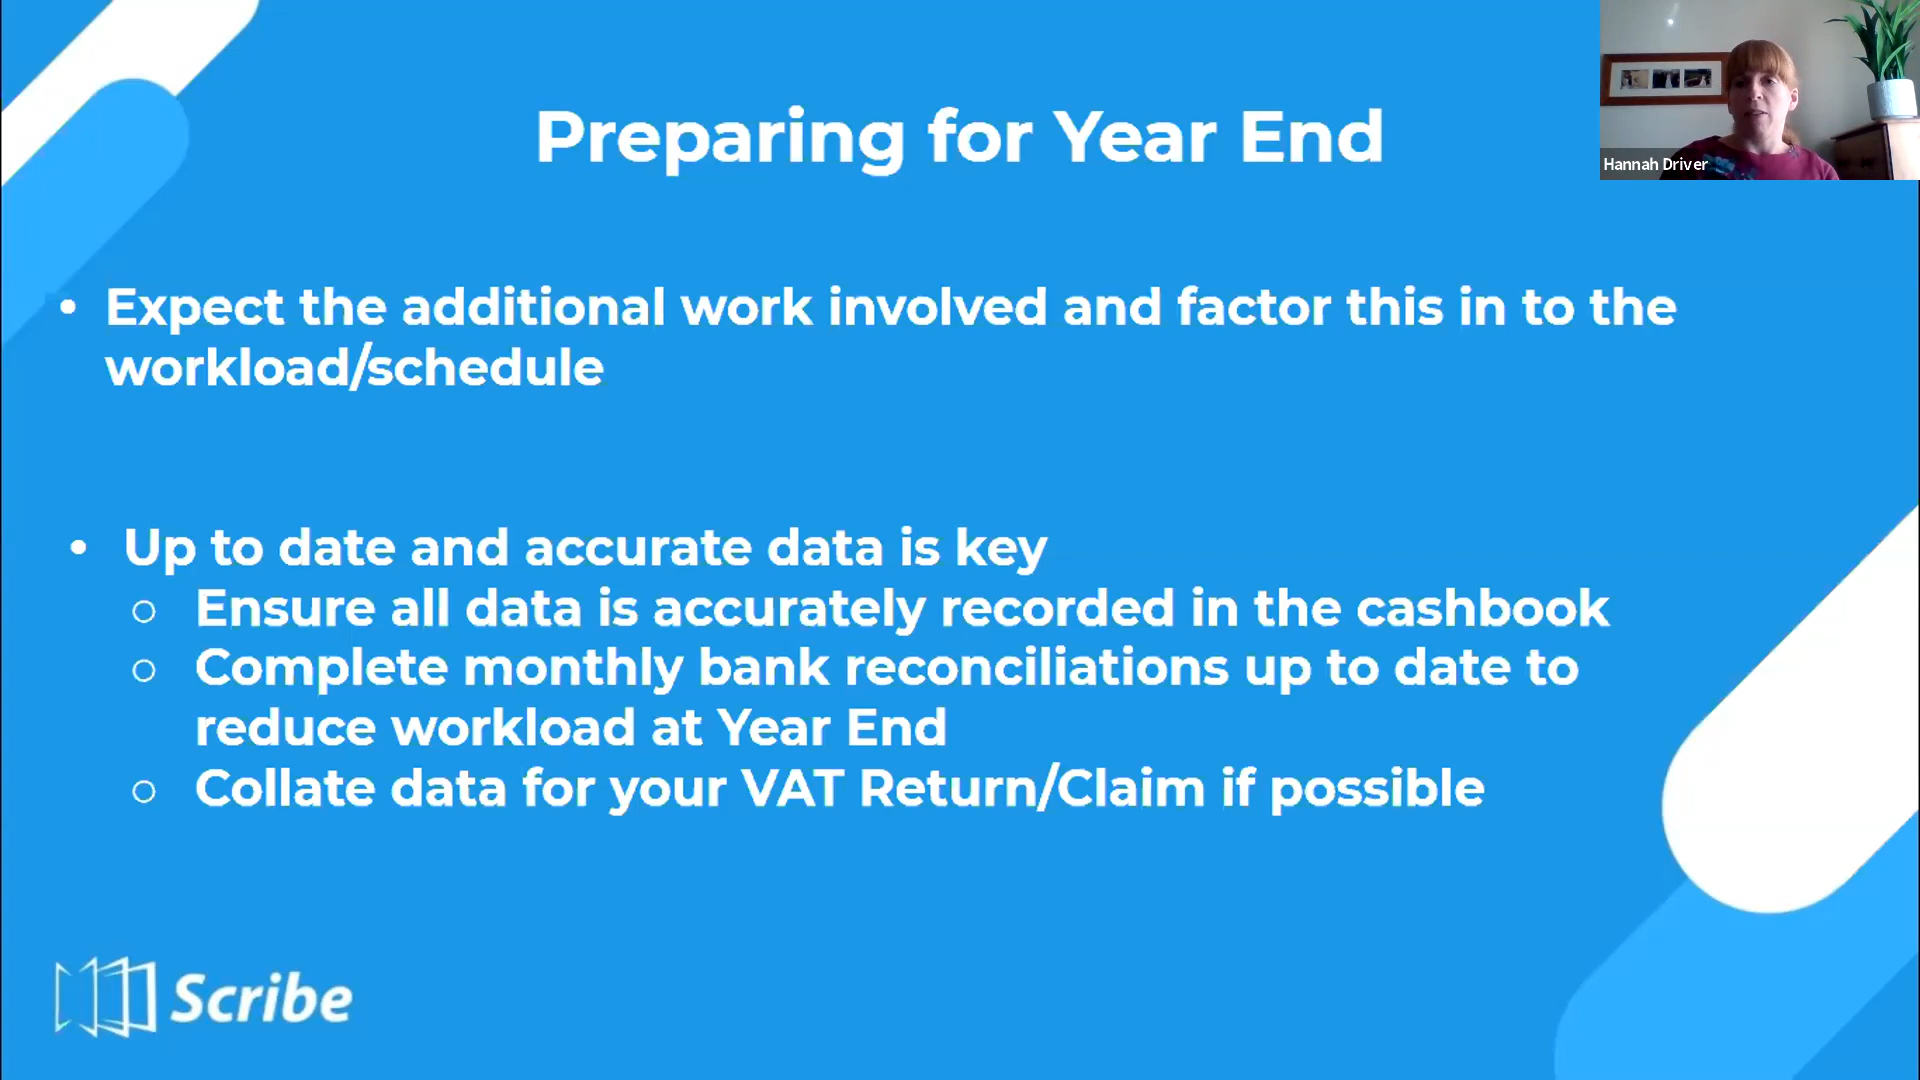 Preparing for Year End
Hannah Driver
• Expect the additional work involved and factor this in to the
workload/schedule
• Up to date and accurate data is key
○ Ensure all data is accurately recorded in the cashbook
○ Complete monthly bank reconciliations up to date to
reduce workload at Year End
○ Collate data for your VAT Return/Claim if possible
Scribe